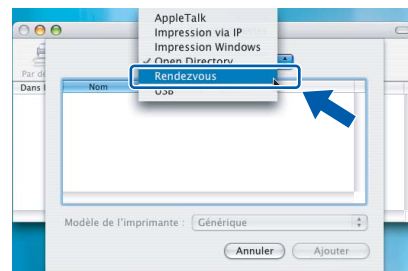 AppleTalk
Impression via IP
Impression Windows
✓ Open Directory
Rendezvous
USB
Par dé
Dans l
Nom
Modèle de l'imprimante : Générique
Annuler Ajouter